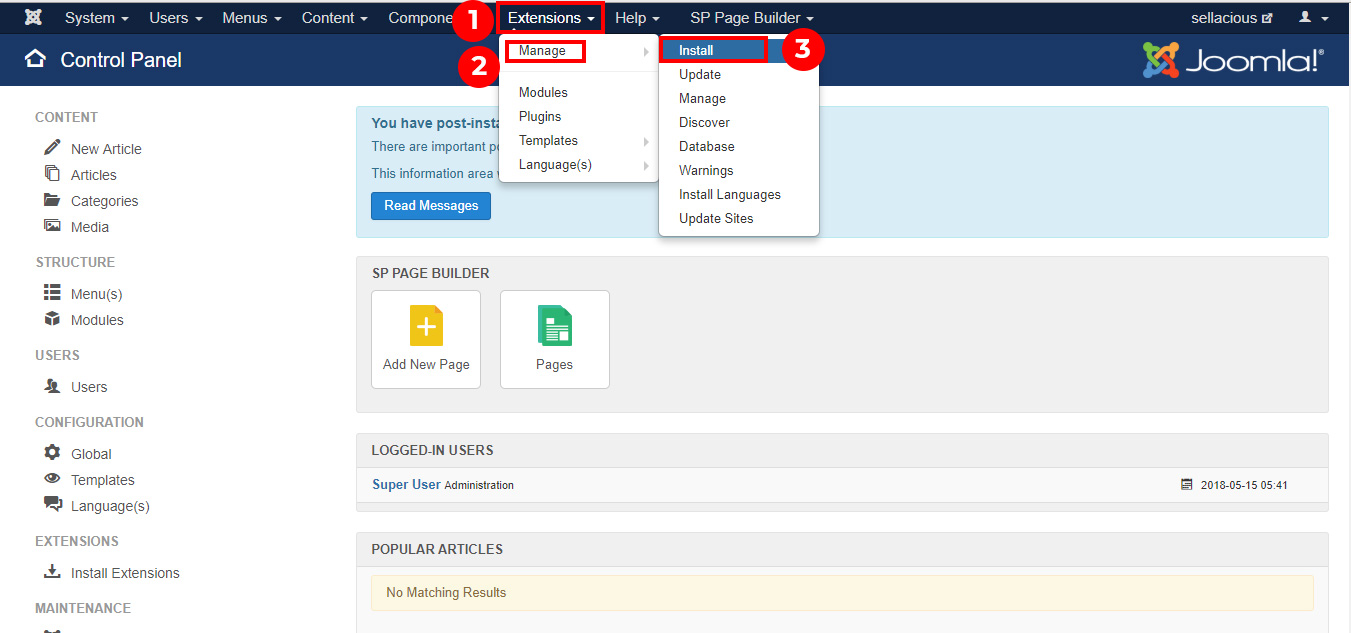 System Users Menus Content Compone 1 Extensions Help SP Page Builder sellacious
Control Panel
2 Manage
Install 3
Joomla!®
Update
Manage
Discover
Database
Warnings
Install Languages
Update Sites
Modules
Plugins
Templates
Language(s)
CONTENT
New Article
Articles
Categories
Media
STRUCTURE
Menu(s)
Modules
USERS
Users
CONFIGURATION
Global
Templates
Language(s)
EXTENSIONS
Install Extensions
MAINTENANCE
You have post-insta
There are important
This information area
Read Messages
SP PAGE BUILDER
Add New Page
Pages
LOGGED-IN USERS
Super User Administration 2018-05-15 05:41
POPULAR ARTICLES
No Matching Results